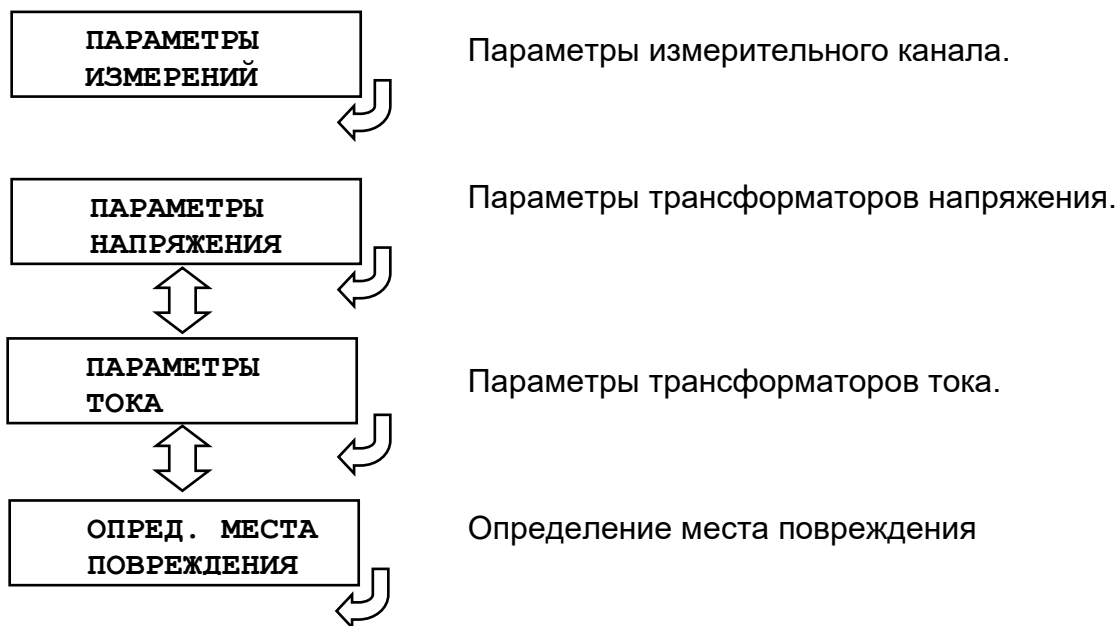 ПАРАМЕТРЫ
ИЗМЕРЕНИЙ
Параметры измерительного канала.
ПАРАМЕТРЫ
НАПРЯЖЕНИЯ
Параметры трансформаторов напряжения.
ПАРАМЕТРЫ
ТОКА
Параметры трансформаторов тока.
ОПРЕД. МЕСТА
ПОВРЕЖДЕНИЯ
Определение места повреждения